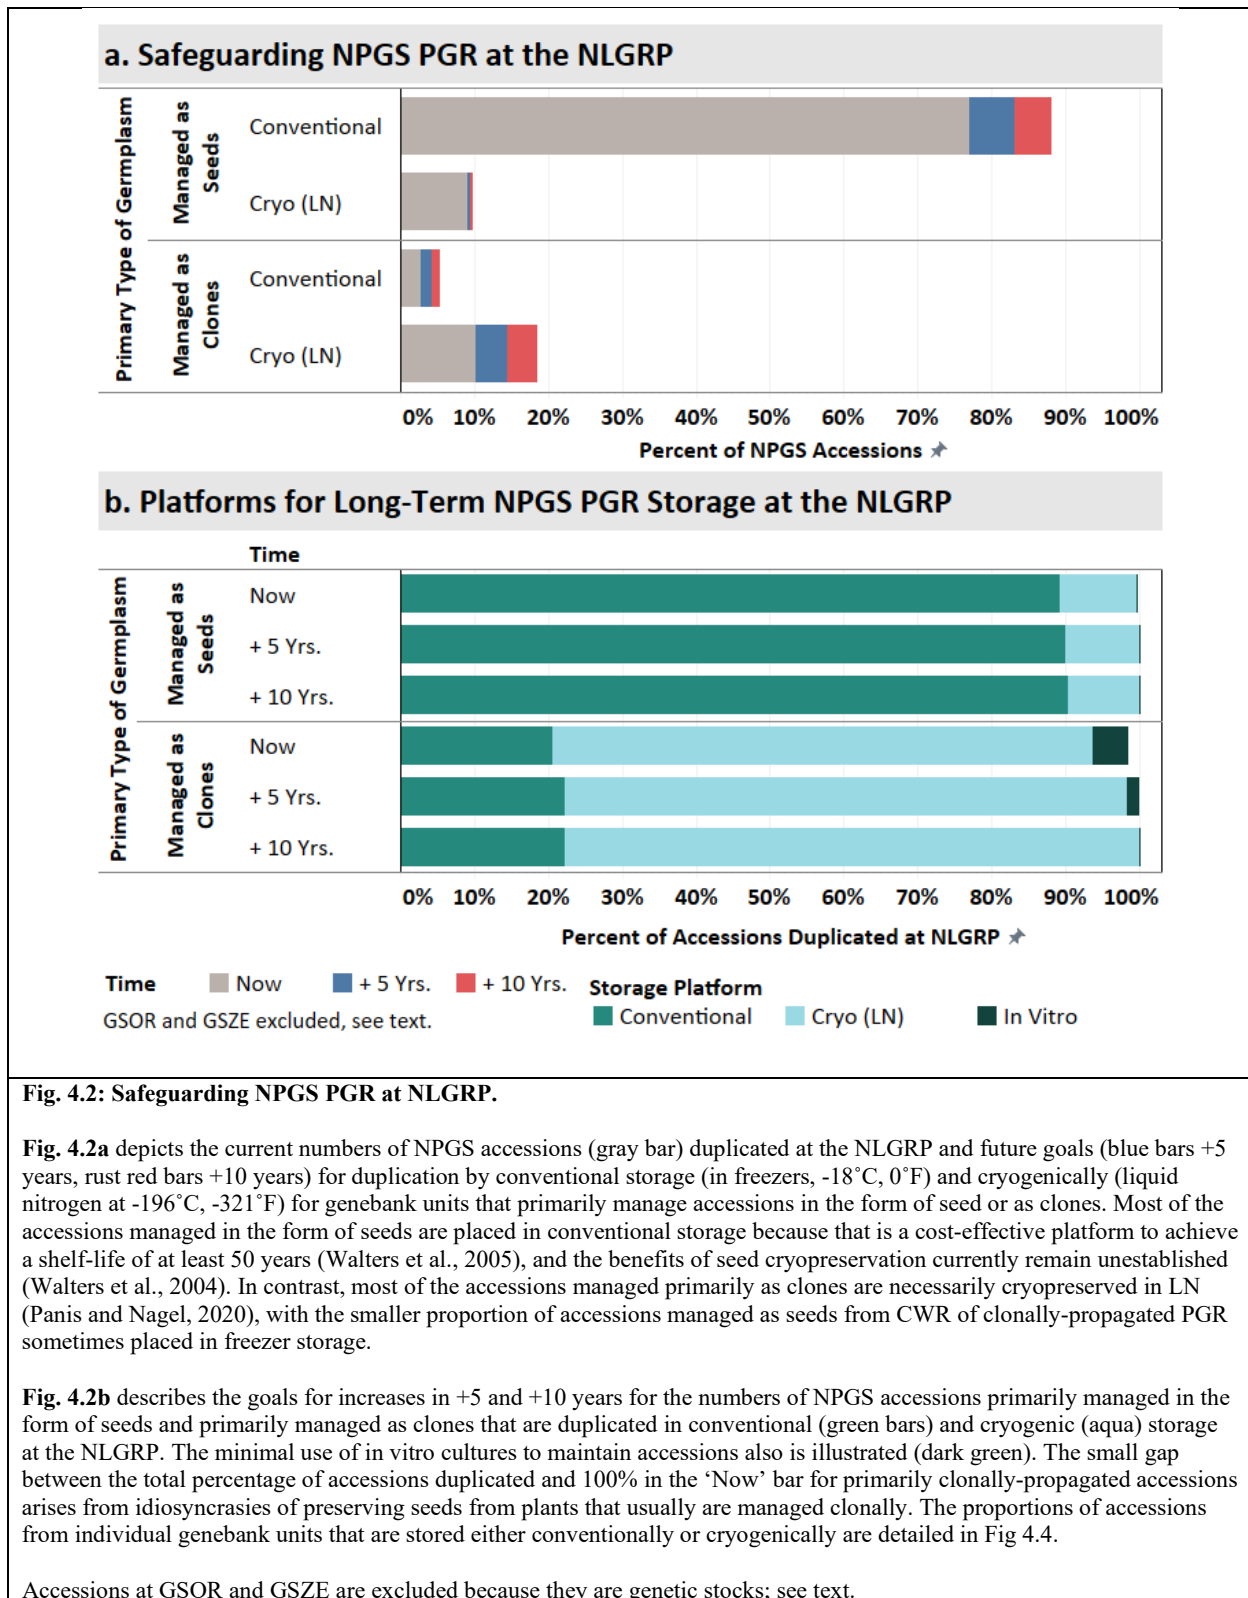 a. Safeguarding NPGS PGR at the NLGRP
Primary Type of Germplasm
Managed as
Seeds
Conventional
Cryo (LN)
Managed as
Clones
Conventional
Cryo (LN)
0% 10% 20% 30% 40% 50% 60% 70% 80% 90% 100%
Percent of NPGS Accessions
b. Platforms for Long-Term NPGS PGR Storage at the NLGRP
Time
Primary Type of Germplasm
Managed as
Seeds
Now
+ 5 Yrs.
+ 10 Yrs.
Managed as
Clones
Now
+ 5 Yrs.
+ 10 Yrs.
0% 10% 20% 30% 40% 50% 60% 70% 80% 90% 100%
Percent of Accessions Duplicated at NLGRP
Time Now + 5 Yrs. + 10 Yrs.
GSOR and GSZE excluded, see text.
Storage Platform
Conventional Cryo (LN) In Vitro
Fig. 4.2: Safeguarding NPGS PGR at NLGRP.
Fig. 4.2a depicts the current numbers of NPGS accessions (gray bar) duplicated at the NLGRP and future goals (blue bars +5
years, rust red bars +10 years) for duplication by conventional storage (in freezers, -18˚C, 0˚F) and cryogenically (liquid
nitrogen at -196˚C, -321˚F) for genebank units that primarily manage accessions in the form of seed or as clones. Most of the
accessions managed in the form of seeds are placed in conventional storage because that is a cost-effective platform to achieve
a shelf-life of at least 50 years (Walters et al., 2005), and the benefits of seed cryopreservation currently remain unestablished
(Walters et al., 2004). In contrast, most of the accessions managed primarily as clones are necessarily cryopreserved in LN
(Panis and Nagel, 2020), with the smaller proportion of accessions managed as seeds from CWR of clonally-propagated PGR
sometimes placed in freezer storage.
Fig. 4.2b describes the goals for increases in +5 and +10 years for the numbers of NPGS accessions primarily managed in the
form of seeds and primarily managed as clones that are duplicated in conventional (green bars) and cryogenic (aqua) storage
at the NLGRP. The minimal use of in vitro cultures to maintain accessions also is illustrated (dark green). The small gap
between the total percentage of accessions duplicated and 100% in the ‘Now’ bar for primarily clonally-propagated accessions
arises from idiosyncrasies of preserving seeds from plants that usually are managed clonally. The proportions of accessions
from individual genebank units that are stored either conventionally or cryogenically are detailed in Fig 4.4.
Accessions at GSOR and GSZE are excluded because they are genetic stocks; see text.